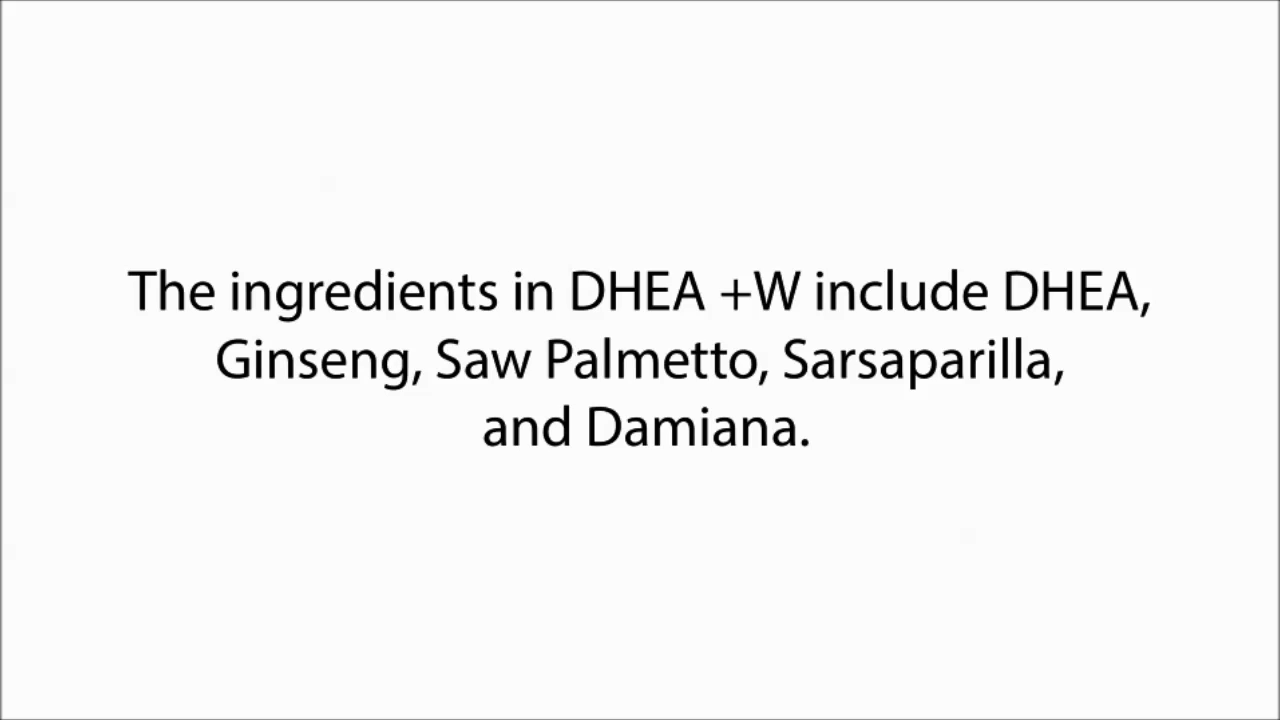 The ingredients in DHEA +W include DHEA,
Ginseng, Saw Palmetto, Sarsaparilla,
and Damiana.